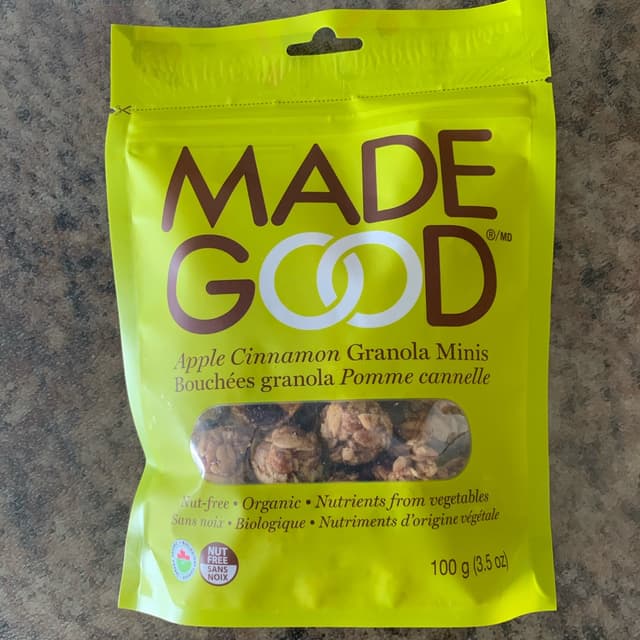 MADE
GOOD
®/MD
Apple Cinnamon Granola Minis
Bouchées granola Pomme cannelle
Nut-free • Organic • Nutrients from vegetables
Sans noix • Biologique • Nutriments d'origine végétale
NUT
FREE
SANS
NOIX
100 g (3.5 oz)